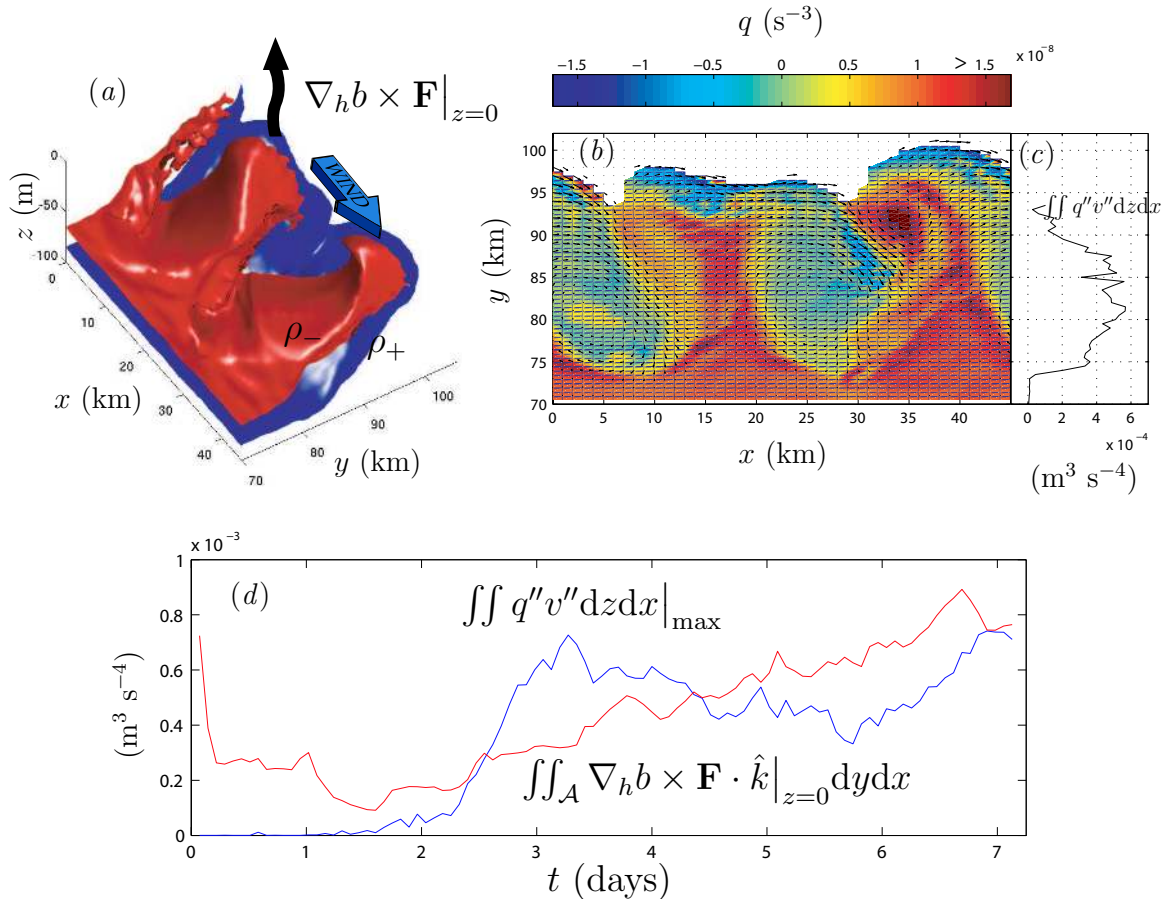 q (s⁻³)
−1.5 −1 −0.5 0 0.5 1 > 1.5 x 10⁻⁸
(a)
∇ₕb × F|z=0
WIND
0
−50
−100
z (m)
0
10
20
30
40
x (km)
70
80
90
100
y (km)
ρ₋
ρ₊
(b)
100
95
90
85
80
75
70
y (km)
0 5 10 15 20 25 30 35 40
x (km)
(c)
∬ q″v″dzdx
0 2 4 6
x 10⁻⁴
(m³ s⁻⁴)
x 10⁻³
(d)
1
0.8
0.6
0.4
0.2
0
(m³ s⁻⁴)
∬ q″v″dzdx|max
∬_A ∇ₕb × F · k̂|z=0 dydx
0 1 2 3 4 5 6 7
t (days)